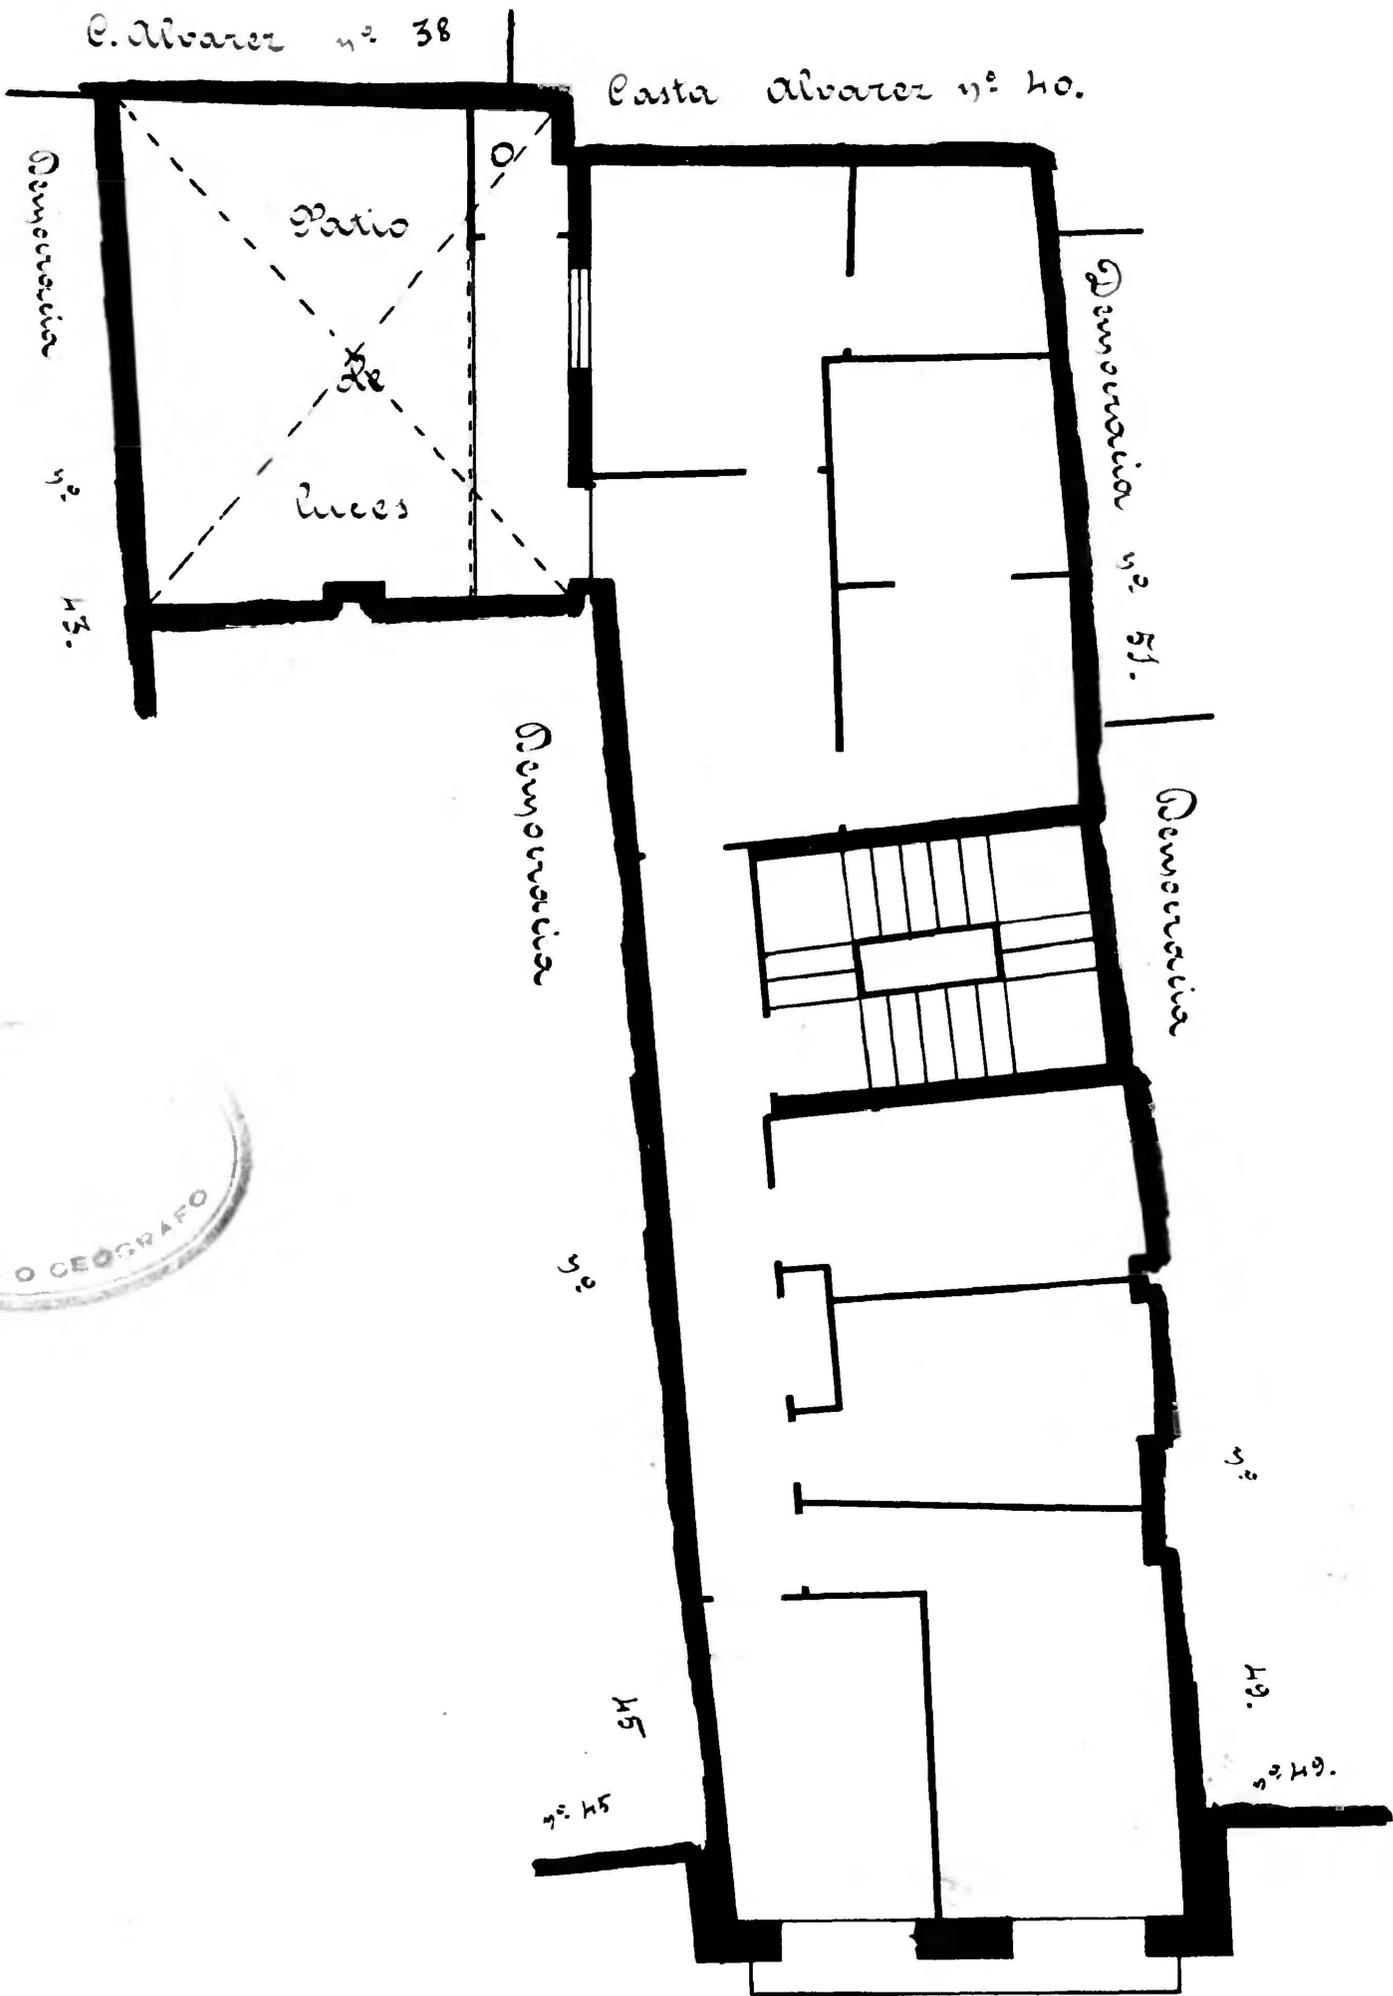 C. Alvarez nº 38
Casta Alvarez nº 40.
Democracia nº 43.
Patio
de
luces
Democracia nº 51.
Democracia nº 45
Democracia nº 49.
nº 45
nº 49.
O GEÓGRAFO